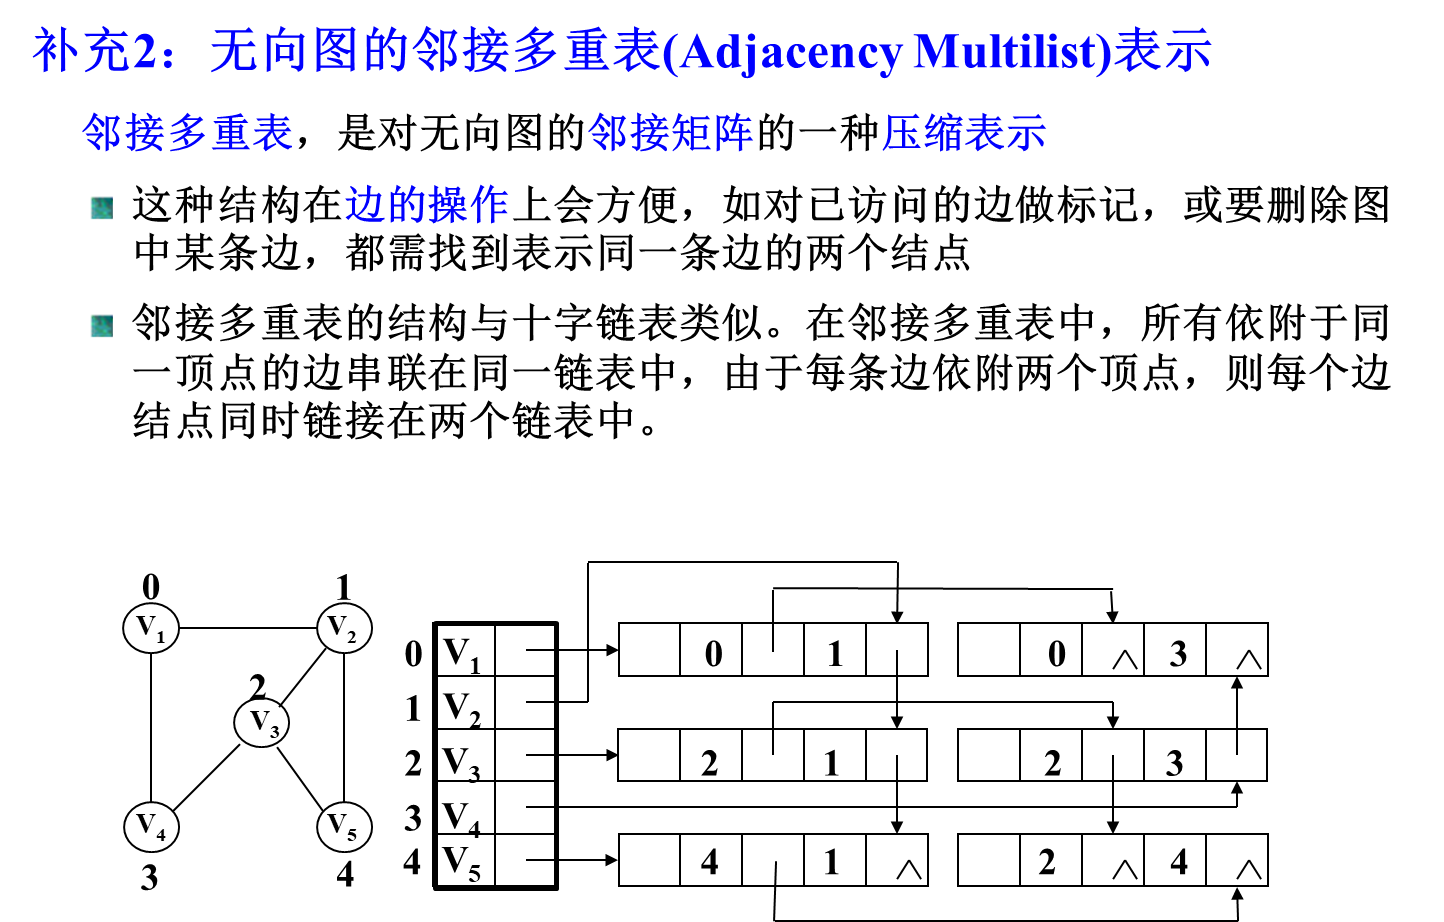 补充2：无向图的邻接多重表(Adjacency Multilist)表示
邻接多重表，是对无向图的邻接矩阵的一种压缩表示
这种结构在边的操作上会方便，如对已访问的边做标记，或要删除图
中某条边，都需找到表示同一条边的两个结点
邻接多重表的结构与十字链表类似。在邻接多重表中，所有依附于同
一顶点的边串联在同一链表中，由于每条边依附两个顶点，则每个边
结点同时链接在两个链表中。
0 1
V1 V2
2
V3
V4 V5
3 4
0 V1 0 1 0 ∧ 3 ∧
1 V2
2 V3 2 1 2 3
3 V4
4 V5 4 1 ∧ 2 ∧ 4 ∧